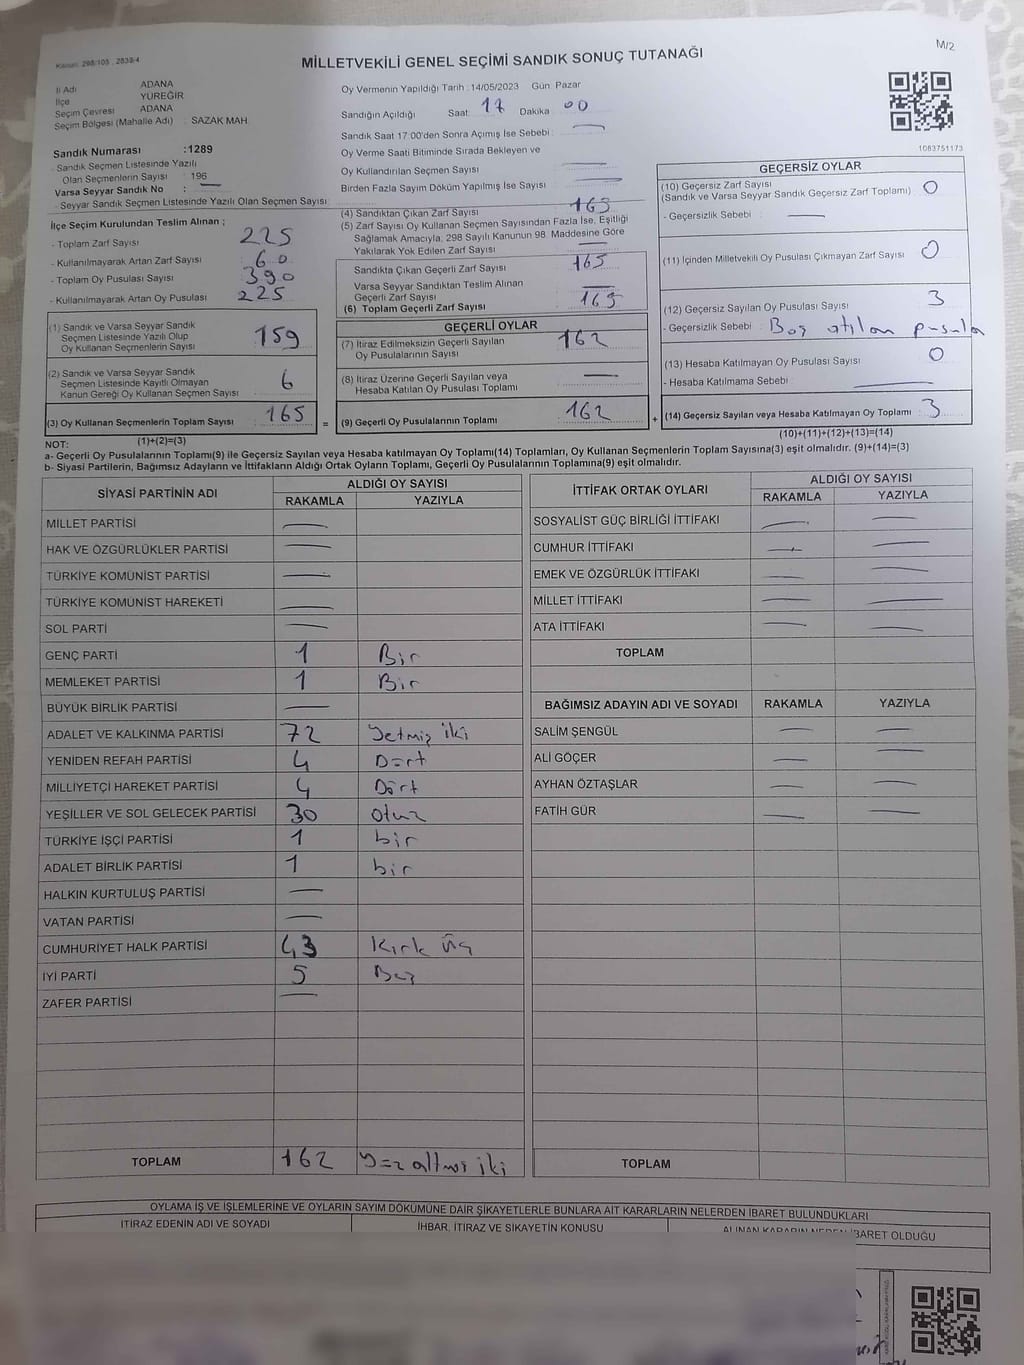 Kanun: 298/105 , 2839-4
M/2
MİLLETVEKİLİ GENEL SEÇİMİ SANDIK SONUÇ TUTANAĞI
İl Adı ADANA
İlçe YÜREĞİR
Seçim Çevresi ADANA
Seçim Bölgesi (Mahalle Adı) : SAZAK MAH.
Oy Vermenin Yapıldığı Tarih :14/05/2023 Gün Pazar
Sandığın Açıldığı Saat 17 Dakika 00
Sandık Saat 17:00'den Sonra Açımış İse Sebebi :
Oy Verme Saati Bitiminde Sırada Bekleyen ve
Oy Kullandırılan Seçmen Sayısı
Birden Fazla Sayım Döküm Yapılmış İse Sayısı
1083751173
Sandık Numarası :1289
Sandık Seçmen Listesinde Yazılı
Olan Seçmenlerin Sayısı : 196
Varsa Seyyar Sandık No :
- Seyyar Sandık Seçmen Listesinde Yazılı Olan Seçmen Sayısı
İlçe Seçim Kurulundan Teslim Alınan ;
- Toplam Zarf Sayısı 225
- Kullanılmayarak Artan Zarf Sayısı 60
- Toplam Oy Pusulası Sayısı 390
- Kullanılmayarak Artan Oy Pusulası 225
(1) Sandık ve Varsa Seyyar Sandık
Seçmen Listesinde Yazılı Olup
Oy Kullanan Seçmenlerin Sayısı 159
(2) Sandık ve Varsa Seyyar Sandık
Seçmen Listesinde Kayıtlı Olmayan
Kanun Gereği Oy Kullanan Seçmen Sayısı 6
(3) Oy Kullanan Seçmenlerin Toplam Sayısı 165
(4) Sandıktan Çıkan Zarf Sayısı 165
(5) Zarf Sayısı Oy Kullanan Seçmen Sayısından Fazla İse, Eşitliği
Sağlamak Amacıyla, 298 Sayılı Kanunun 98. Maddesine Göre
Yakılarak Yok Edilen Zarf Sayısı
Sandıkta Çıkan Geçerli Zarf Sayısı 165
Varsa Seyyar Sandıktan Teslim Alınan
Geçerli Zarf Sayısı
(6) Toplam Geçerli Zarf Sayısı 165
GEÇERLİ OYLAR
(7) İtiraz Edilmeksizin Geçerli Sayılan
Oy Pusulalarının Sayısı 162
(8) İtiraz Üzerine Geçerli Sayılan veya
Hesaba Katılan Oy Pusulası Toplamı
= (9) Geçerli Oy Pusulalarının Toplamı 162 +
GEÇERSİZ OYLAR
(10) Geçersiz Zarf Sayısı
(Sandık ve Varsa Seyyar Sandık Geçersiz Zarf Toplamı) 0
- Geçersizlik Sebebi :
(11) İçinden Milletvekili Oy Pusulası Çıkmayan Zarf Sayısı 0
(12) Geçersiz Sayılan Oy Pusulası Sayısı 3
- Geçersizlik Sebebi : Boş atılan pusula
(13) Hesaba Katılmayan Oy Pusulası Sayısı 0
- Hesaba Katılmama Sebebi :
(14) Geçersiz Sayılan veya Hesaba Katılmayan Oy Toplamı 3
NOT: (1)+(2)=(3)
(10)+(11)+(12)+(13)=(14)
a- Geçerli Oy Pusulalarının Toplamı(9) ile Geçersiz Sayılan veya Hesaba katılmayan Oy Toplamı(14) Toplamları, Oy Kullanan Seçmenlerin Toplam Sayısına(3) eşit olmalıdır. (9)+(14)=(3)
b- Siyasi Partilerin, Bağımsız Adayların ve İttifakların Aldığı Ortak Oyların Toplamı, Geçerli Oy Pusulalarının Toplamına(9) eşit olmalıdır.
SİYASİ PARTİNİN ADI ALDIĞI OY SAYISI
RAKAMLA YAZIYLA
MİLLET PARTİSİ
HAK VE ÖZGÜRLÜKLER PARTİSİ
TÜRKİYE KOMÜNİST PARTİSİ
TÜRKİYE KOMÜNİST HAREKETİ
SOL PARTİ
GENÇ PARTİ 1 Bir
MEMLEKET PARTİSİ 1 Bir
BÜYÜK BİRLİK PARTİSİ
ADALET VE KALKINMA PARTİSİ 72 Yetmiş iki
YENİDEN REFAH PARTİSİ 4 Dört
MİLLİYETÇİ HAREKET PARTİSİ 4 Dört
YEŞİLLER VE SOL GELECEK PARTİSİ 30 Otuz
TÜRKİYE İŞÇİ PARTİSİ 1 bir
ADALET BİRLİK PARTİSİ 1 bir
HALKIN KURTULUŞ PARTİSİ
VATAN PARTİSİ
CUMHURİYET HALK PARTİSİ 43 Kırk üç
İYİ PARTİ 5 Beş
ZAFER PARTİSİ
TOPLAM 162 Yüz altmış iki
İTTİFAK ORTAK OYLARI ALDIĞI OY SAYISI
RAKAMLA YAZIYLA
SOSYALİST GÜÇ BİRLİĞİ İTTİFAKI
CUMHUR İTTİFAKI
EMEK VE ÖZGÜRLÜK İTTİFAKI
MİLLET İTTİFAKI
ATA İTTİFAKI
TOPLAM
BAĞIMSIZ ADAYIN ADI VE SOYADI RAKAMLA YAZIYLA
SALİM ŞENGÜL
ALİ GÖÇER
AYHAN ÖZTAŞLAR
FATİH GÜR
TOPLAM
OYLAMA İŞ VE İŞLEMLERİNE VE OYLARIN SAYIM DÖKÜMÜNE DAİR ŞİKAYETLERLE BUNLARA AİT KARARLARIN NELERDEN İBARET BULUNDUKLARI
İTİRAZ EDENİN ADI VE SOYADI İHBAR, İTİRAZ VE ŞİKAYETİN KONUSU ALINAN KARARIN NEDEN İBARET OLDUĞU